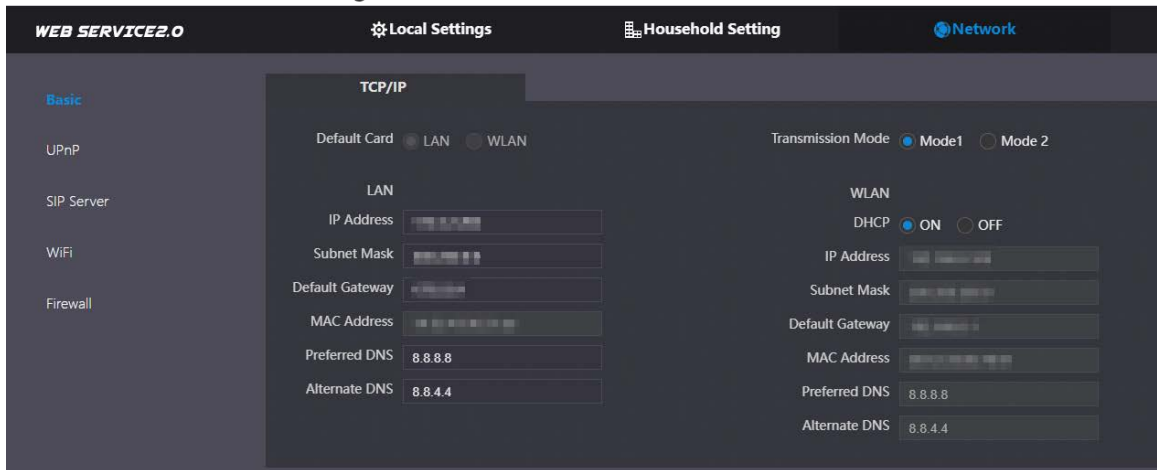 WEB SERVICE2.0 Local Settings Household Setting Network
Basic
UPnP
SIP Server
WiFi
Firewall
TCP/IP
Default Card LAN WLAN
LAN
IP Address
Subnet Mask
Default Gateway
MAC Address
Preferred DNS 8.8.8.8
Alternate DNS 8.8.4.4
Transmission Mode Mode1 Mode 2
WLAN
DHCP ON OFF
IP Address
Subnet Mask
Default Gateway
MAC Address
Preferred DNS 8.8.8.8
Alternate DNS 8.8.4.4